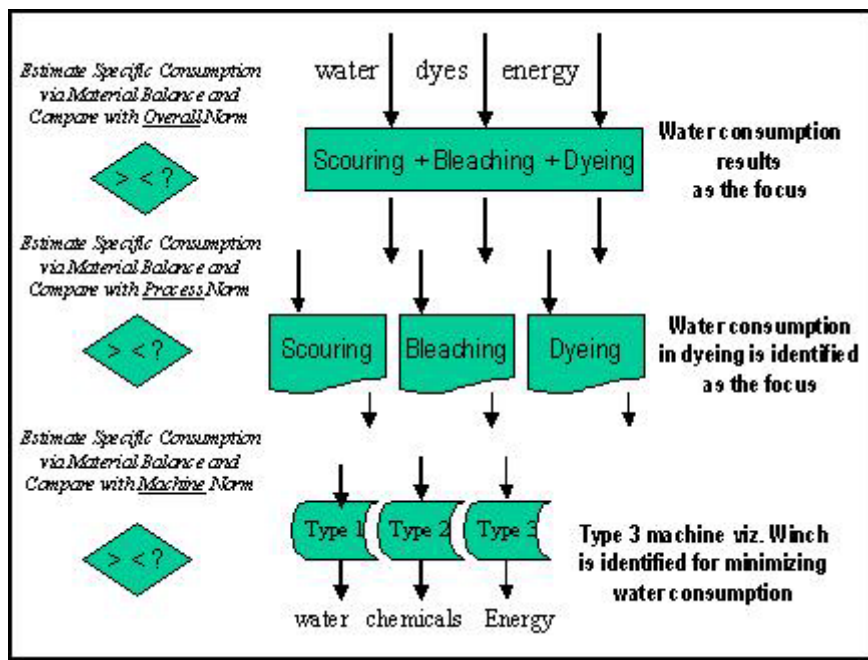 Estimate Specific Consumption
via Material Balance and
Compare with Overall Norm
> < ?
water dyes energy
Scouring + Bleaching + Dyeing
Water consumption
results
as the focus
Estimate Specific Consumption
via Material Balance and
Compare with Process Norm
> < ?
Scouring
Bleaching
Dyeing
Water consumption
in dyeing is identified
as the focus
Estimate Specific Consumption
via Material Balance and
Compare with Machine Norm
> < ?
Type 1
Type 2
Type 3
water chemicals Energy
Type 3 machine viz. Winch
is identified for minimizing
water consumption